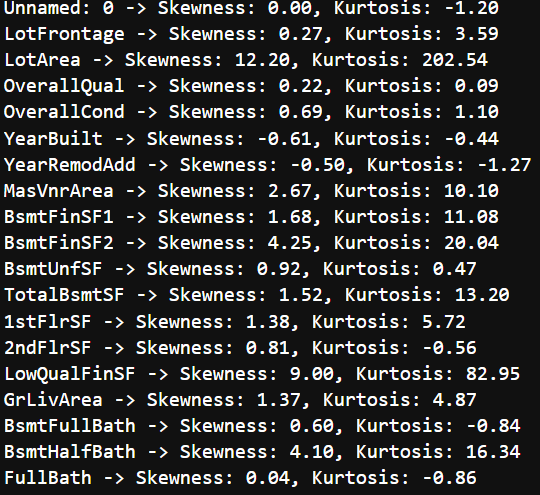 Unnamed: 0 -> Skewness: 0.00, Kurtosis: -1.20
LotFrontage -> Skewness: 0.27, Kurtosis: 3.59
LotArea -> Skewness: 12.20, Kurtosis: 202.54
OverallQual -> Skewness: 0.22, Kurtosis: 0.09
OverallCond -> Skewness: 0.69, Kurtosis: 1.10
YearBuilt -> Skewness: -0.61, Kurtosis: -0.44
YearRemodAdd -> Skewness: -0.50, Kurtosis: -1.27
MasVnrArea -> Skewness: 2.67, Kurtosis: 10.10
BsmtFinSF1 -> Skewness: 1.68, Kurtosis: 11.08
BsmtFinSF2 -> Skewness: 4.25, Kurtosis: 20.04
BsmtUnfSF -> Skewness: 0.92, Kurtosis: 0.47
TotalBsmtSF -> Skewness: 1.52, Kurtosis: 13.20
1stFlrSF -> Skewness: 1.38, Kurtosis: 5.72
2ndFlrSF -> Skewness: 0.81, Kurtosis: -0.56
LowQualFinSF -> Skewness: 9.00, Kurtosis: 82.95
GrLivArea -> Skewness: 1.37, Kurtosis: 4.87
BsmtFullBath -> Skewness: 0.60, Kurtosis: -0.84
BsmtHalfBath -> Skewness: 4.10, Kurtosis: 16.34
FullBath -> Skewness: 0.04, Kurtosis: -0.86